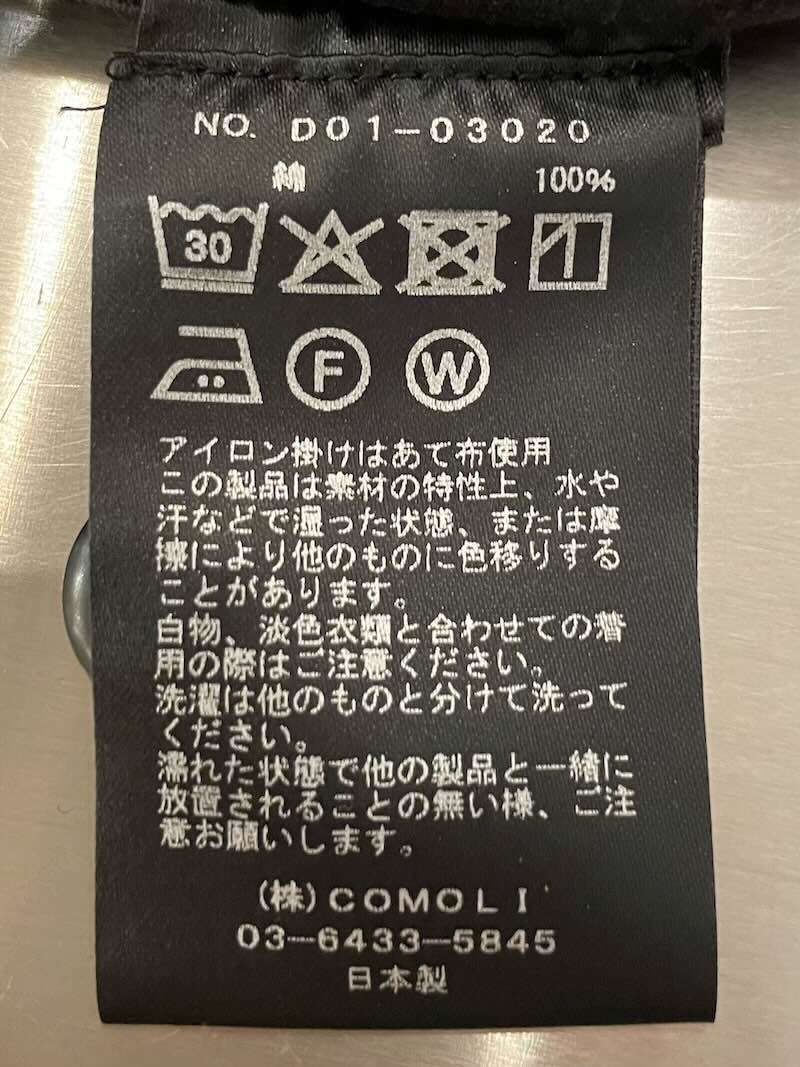 NO. D01-03020
綿 100%
30
F W
アイロン掛けはあて布使用
この製品は素材の特性上、水や
汗などで湿った状態、または摩
擦により他のものに色移りする
ことがあります。
白物、淡色衣類と合わせての着
用の際はご注意ください。
洗濯は他のものと分けて洗って
ください。
濡れた状態で他の製品と一緒に
放置されることの無い様、ご注
意お願いします。
(株)COMOLI
03-6433-5845
日本製